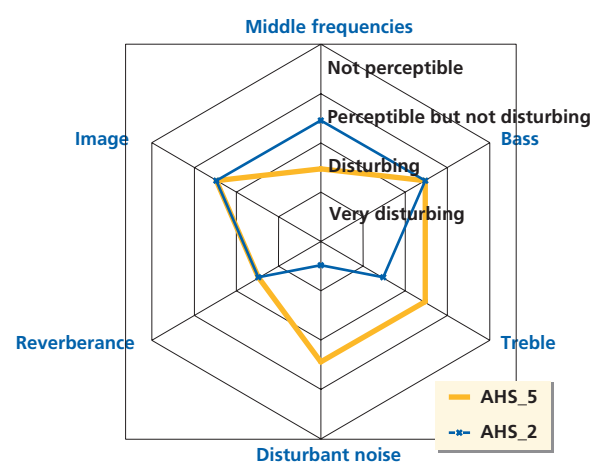 Middle frequencies
Not perceptible
Perceptible but not disturbing
Image
Bass
Disturbing
Very disturbing
Reverberance
Treble
AHS_5
AHS_2
Disturbant noise